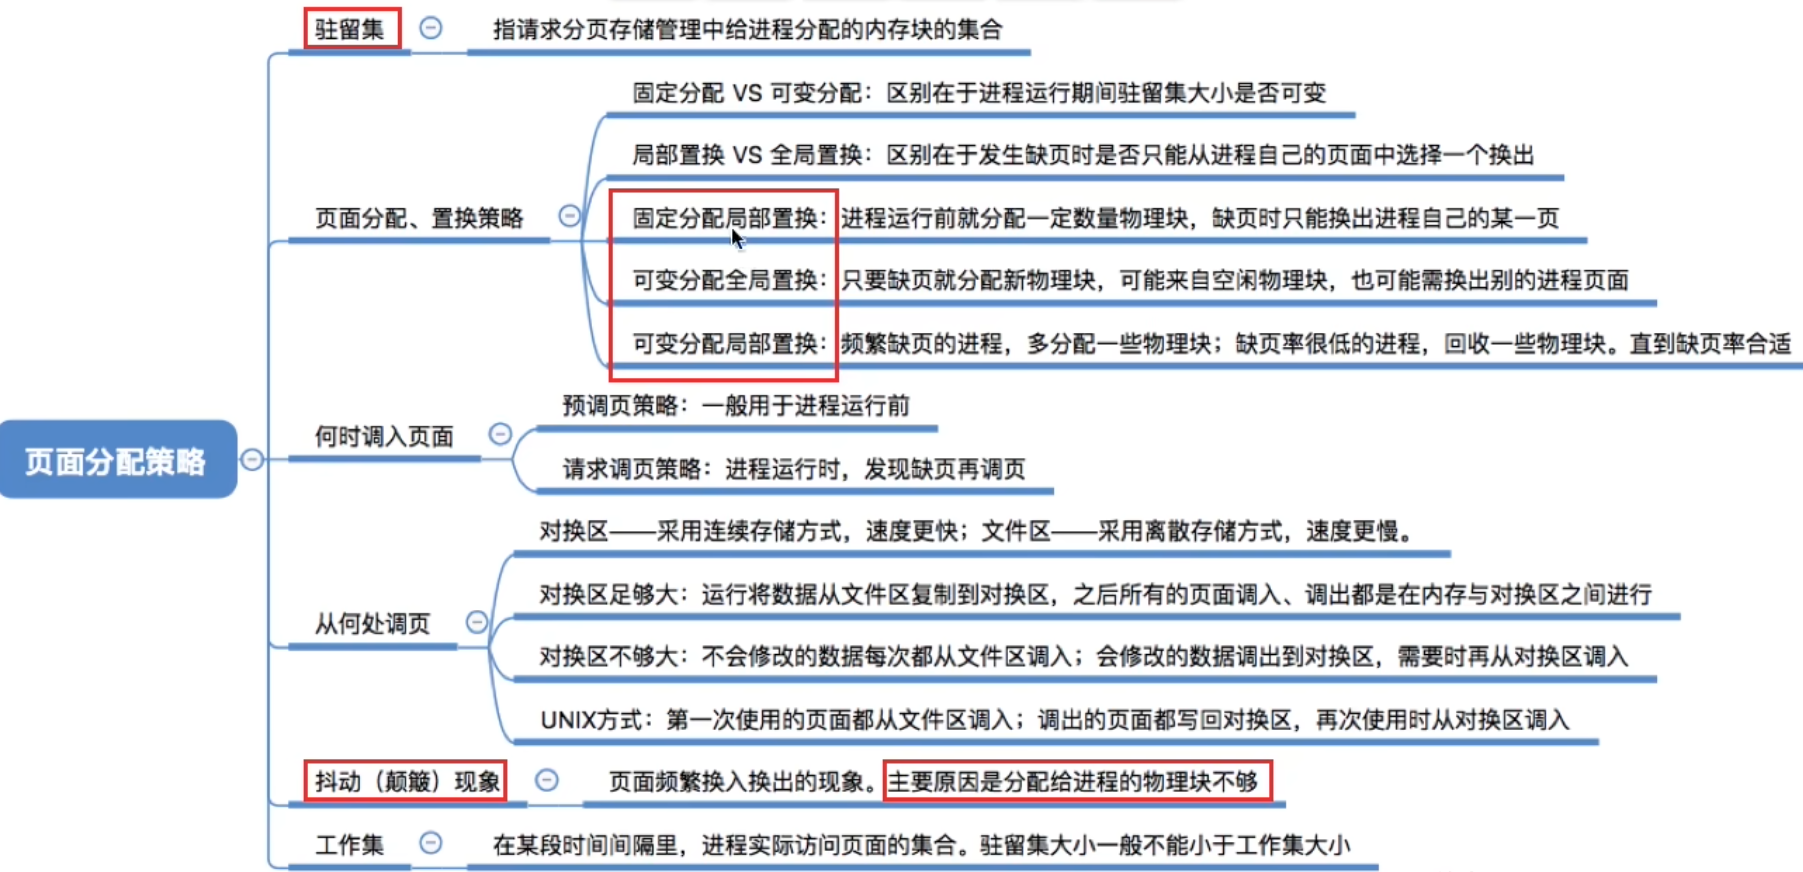 驻留集
指请求分页存储管理中给进程分配的内存块的集合
固定分配 VS 可变分配：区别在于进程运行期间驻留集大小是否可变
局部置换 VS 全局置换：区别在于发生缺页时是否只能从进程自己的页面中选择一个换出
页面分配、置换策略
固定分配局部置换：进程运行前就分配一定数量物理块，缺页时只能换出进程自己的某一页
可变分配全局置换：只要缺页就分配新物理块，可能来自空闲物理块，也可能需换出别的进程页面
可变分配局部置换：频繁缺页的进程，多分配一些物理块；缺页率很低的进程，回收一些物理块。直到缺页率合适
预调页策略：一般用于进程运行前
何时调入页面
请求调页策略：进程运行时，发现缺页再调页
页面分配策略
对换区——采用连续存储方式，速度更快；文件区——采用离散存储方式，速度更慢。
对换区足够大：运行将数据从文件区复制到对换区，之后所有的页面调入、调出都是在内存与对换区之间进行
从何处调页
对换区不够大：不会修改的数据每次都从文件区调入；会修改的数据调出到对换区，需要时再从对换区调入
UNIX方式：第一次使用的页面都从文件区调入；调出的页面都写回对换区，再次使用时从对换区调入
抖动（颠簸）现象
页面频繁换入换出的现象。主要原因是分配给进程的物理块不够
工作集
在某段时间间隔里，进程实际访问页面的集合。驻留集大小一般不能小于工作集大小